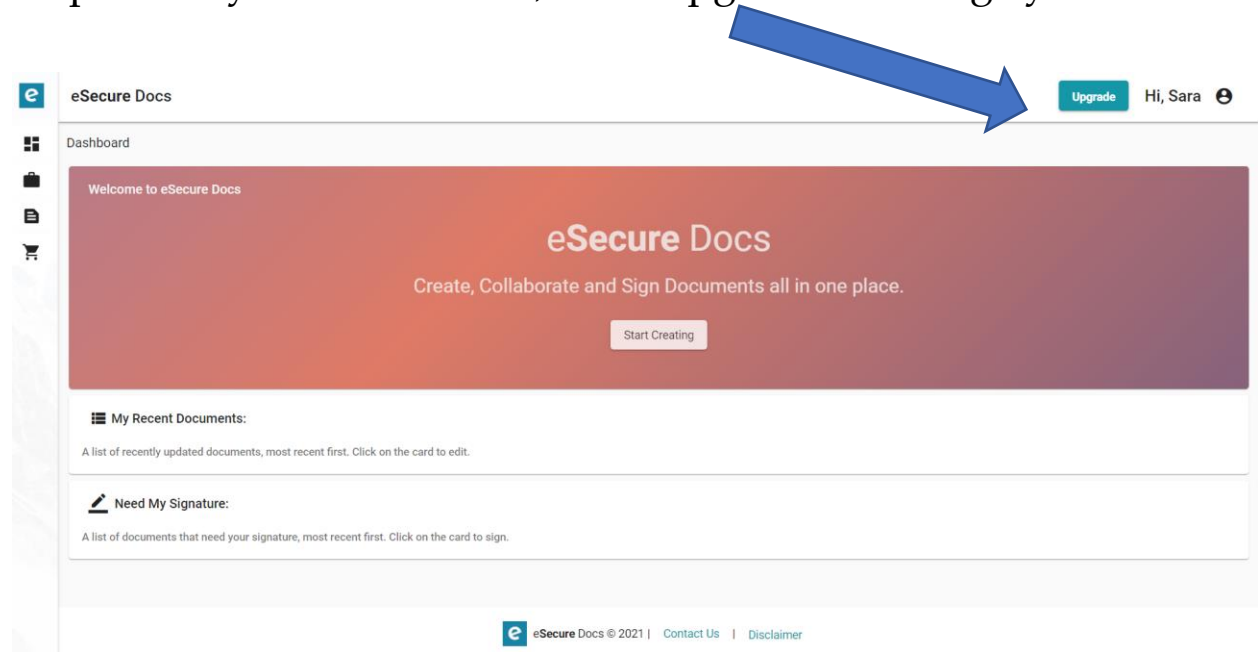 eSecure Docs
Upgrade
Hi, Sara
Dashboard
Welcome to eSecure Docs
eSecure Docs
Create, Collaborate and Sign Documents all in one place.
Start Creating
My Recent Documents:
A list of recently updated documents, most recent first. Click on the card to edit.
Need My Signature:
A list of documents that need your signature, most recent first. Click on the card to sign.
e eSecure Docs © 2021 | Contact Us | Disclaimer